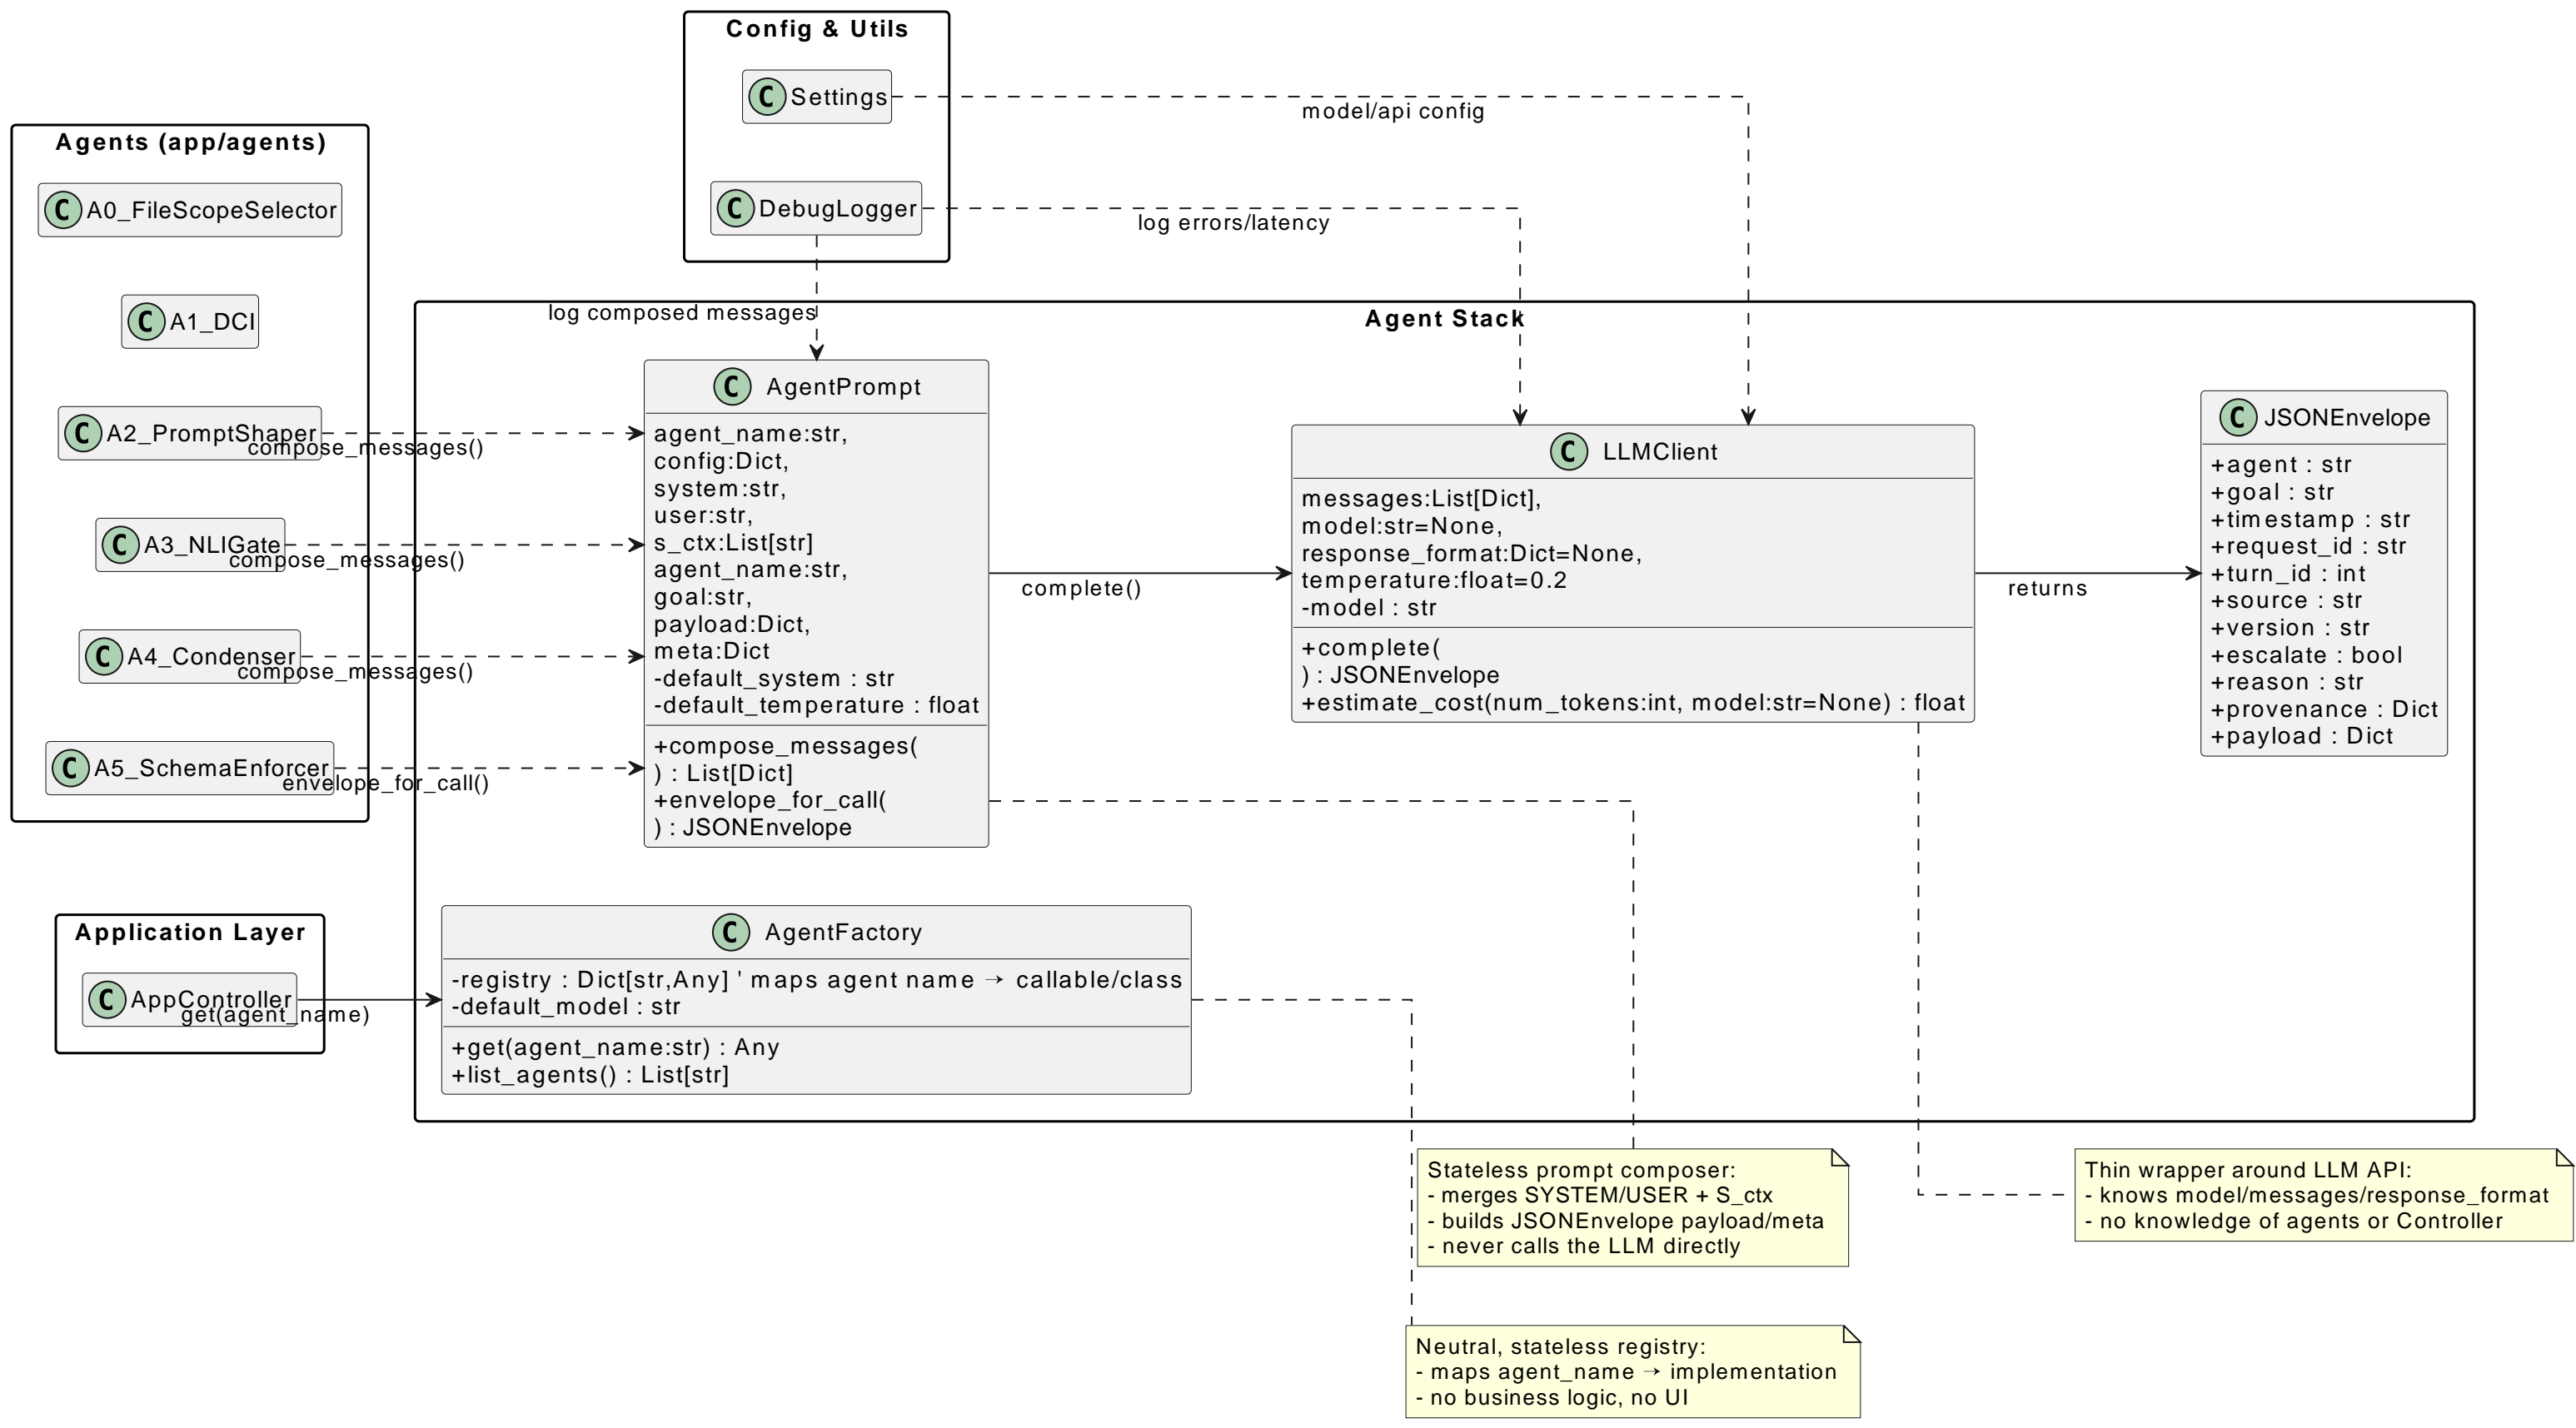 Config & Utils
C Settings
model/api config
C DebugLogger
log errors/latency
log composed messages
Agents (app/agents)
C A0_FileScopeSelector
C A1_DCI
C A2_PromptShaper
compose_messages()
C A3_NLIGate
compose_messages()
C A4_Condenser
compose_messages()
C A5_SchemaEnforcer
envelope_for_call()
Agent Stack
C AgentPrompt
agent_name:str,
config:Dict,
system:str,
user:str,
s_ctx:List[str]
agent_name:str,
goal:str,
payload:Dict,
meta:Dict
-default_system : str
-default_temperature : float
+compose_messages(
) : List[Dict]
+envelope_for_call(
) : JSONEnvelope
complete()
C LLMClient
messages:List[Dict],
model:str=None,
response_format:Dict=None,
temperature:float=0.2
-model : str
+complete(
) : JSONEnvelope
+estimate_cost(num_tokens:int, model:str=None) : float
returns
C JSONEnvelope
+agent : str
+goal : str
+timestamp : str
+request_id : str
+turn_id : int
+source : str
+version : str
+escalate : bool
+reason : str
+provenance : Dict
+payload : Dict
Application Layer
C AppController
get(agent_name)
C AgentFactory
-registry : Dict[str,Any] ' maps agent name → callable/class
-default_model : str
+get(agent_name:str) : Any
+list_agents() : List[str]
Stateless prompt composer:
- merges SYSTEM/USER + S_ctx
- builds JSONEnvelope payload/meta
- never calls the LLM directly
Thin wrapper around LLM API:
- knows model/messages/response_format
- no knowledge of agents or Controller
Neutral, stateless registry:
- maps agent_name → implementation
- no business logic, no UI